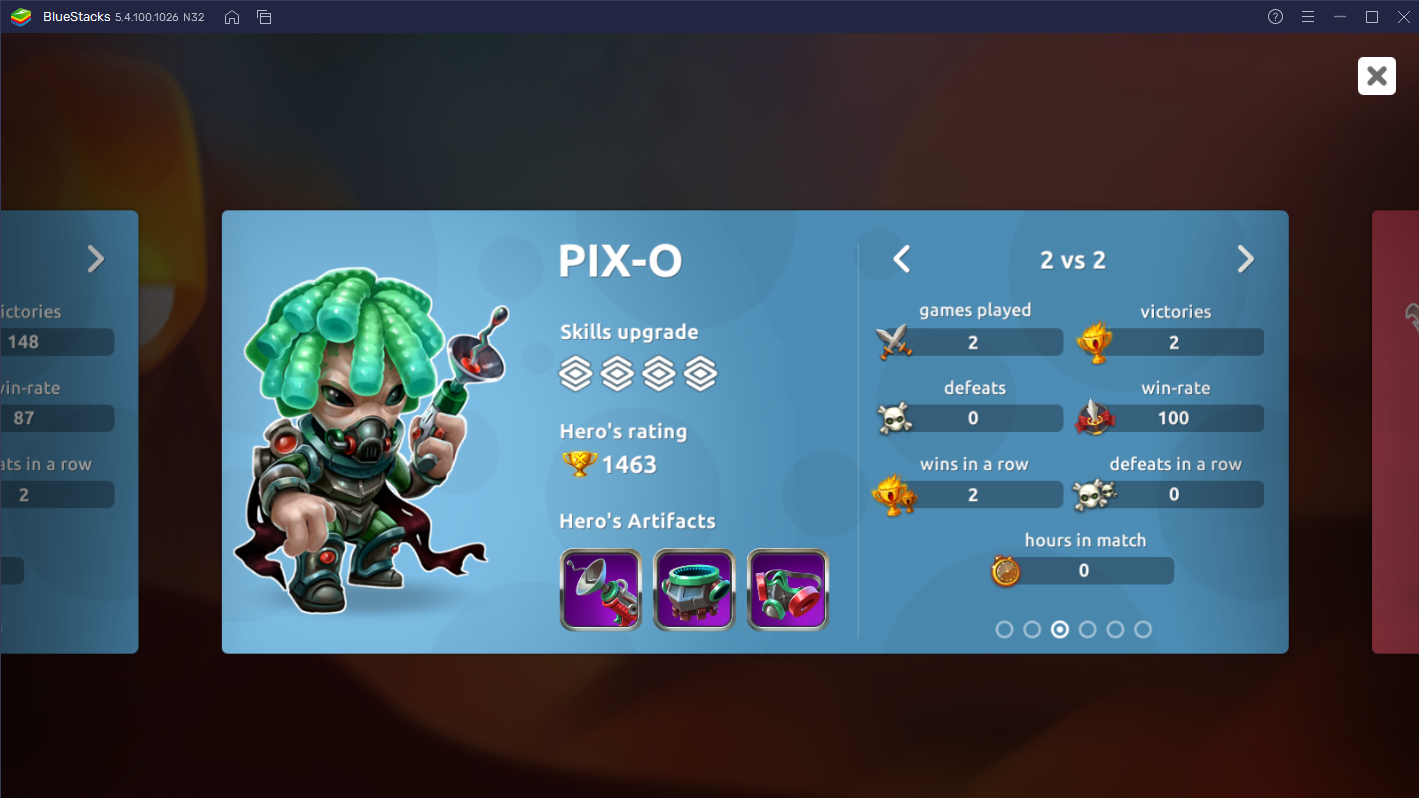 BlueStacks 5.4.100.1026 N32
ictories
148
win-rate
87
ats in a row
2
PIX-O
Skills upgrade
Hero's rating
1463
Hero's Artifacts
2 vs 2
games played
victories
2
2
defeats
win-rate
0
100
wins in a row
defeats in a row
2
0
hours in match
0